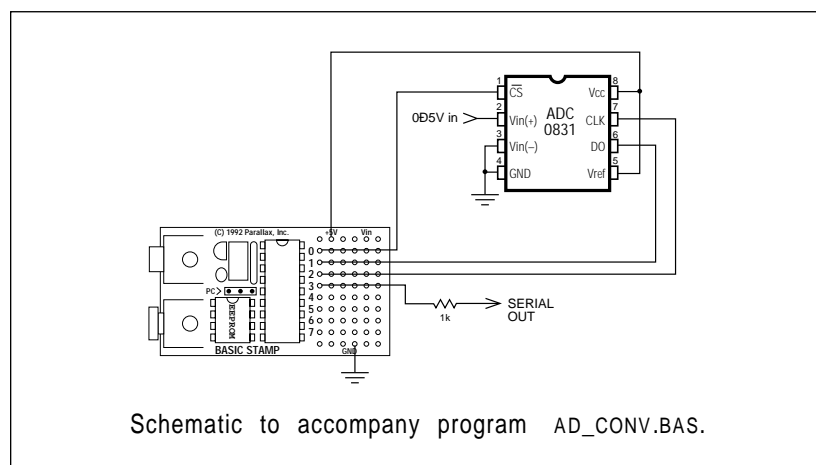 1 CS Vcc 8
0Ð5V in 2 Vin(+) ADC 0831 CLK 7
3 Vin(–) DO 6
4 GND Vref 5
(C) 1992 Parallax, Inc. +5V Vin
0
1
2
PC> 3
4
EEPROM 5
6
7
BASIC STAMP GND
1k
SERIAL
OUT
Schematic to accompany program AD_CONV.BAS.